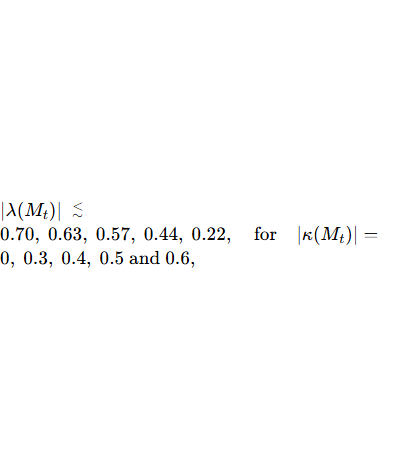 |λ(M_t)| ≲
0.70, 0.63, 0.57, 0.44, 0.22, for |κ(M_t)| =
0, 0.3, 0.4, 0.5 and 0.6,